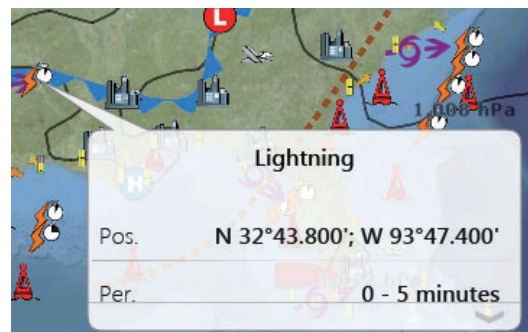 L
1,008 hPa
Lightning
H
Pos. N 32°43.800'; W 93°47.400'
Per. 0 - 5 minutes